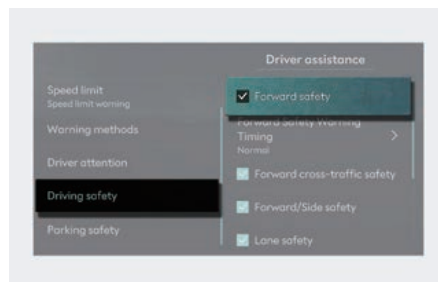 Driver assistance
Speed limit
Speed limit warning
Warning methods
Driver attention
Driving safety
Parking safety
Forward safety
Forward Safety Warning
Timing
Normal
Forward cross-traffic safety
Forward/Side safety
Lane safety